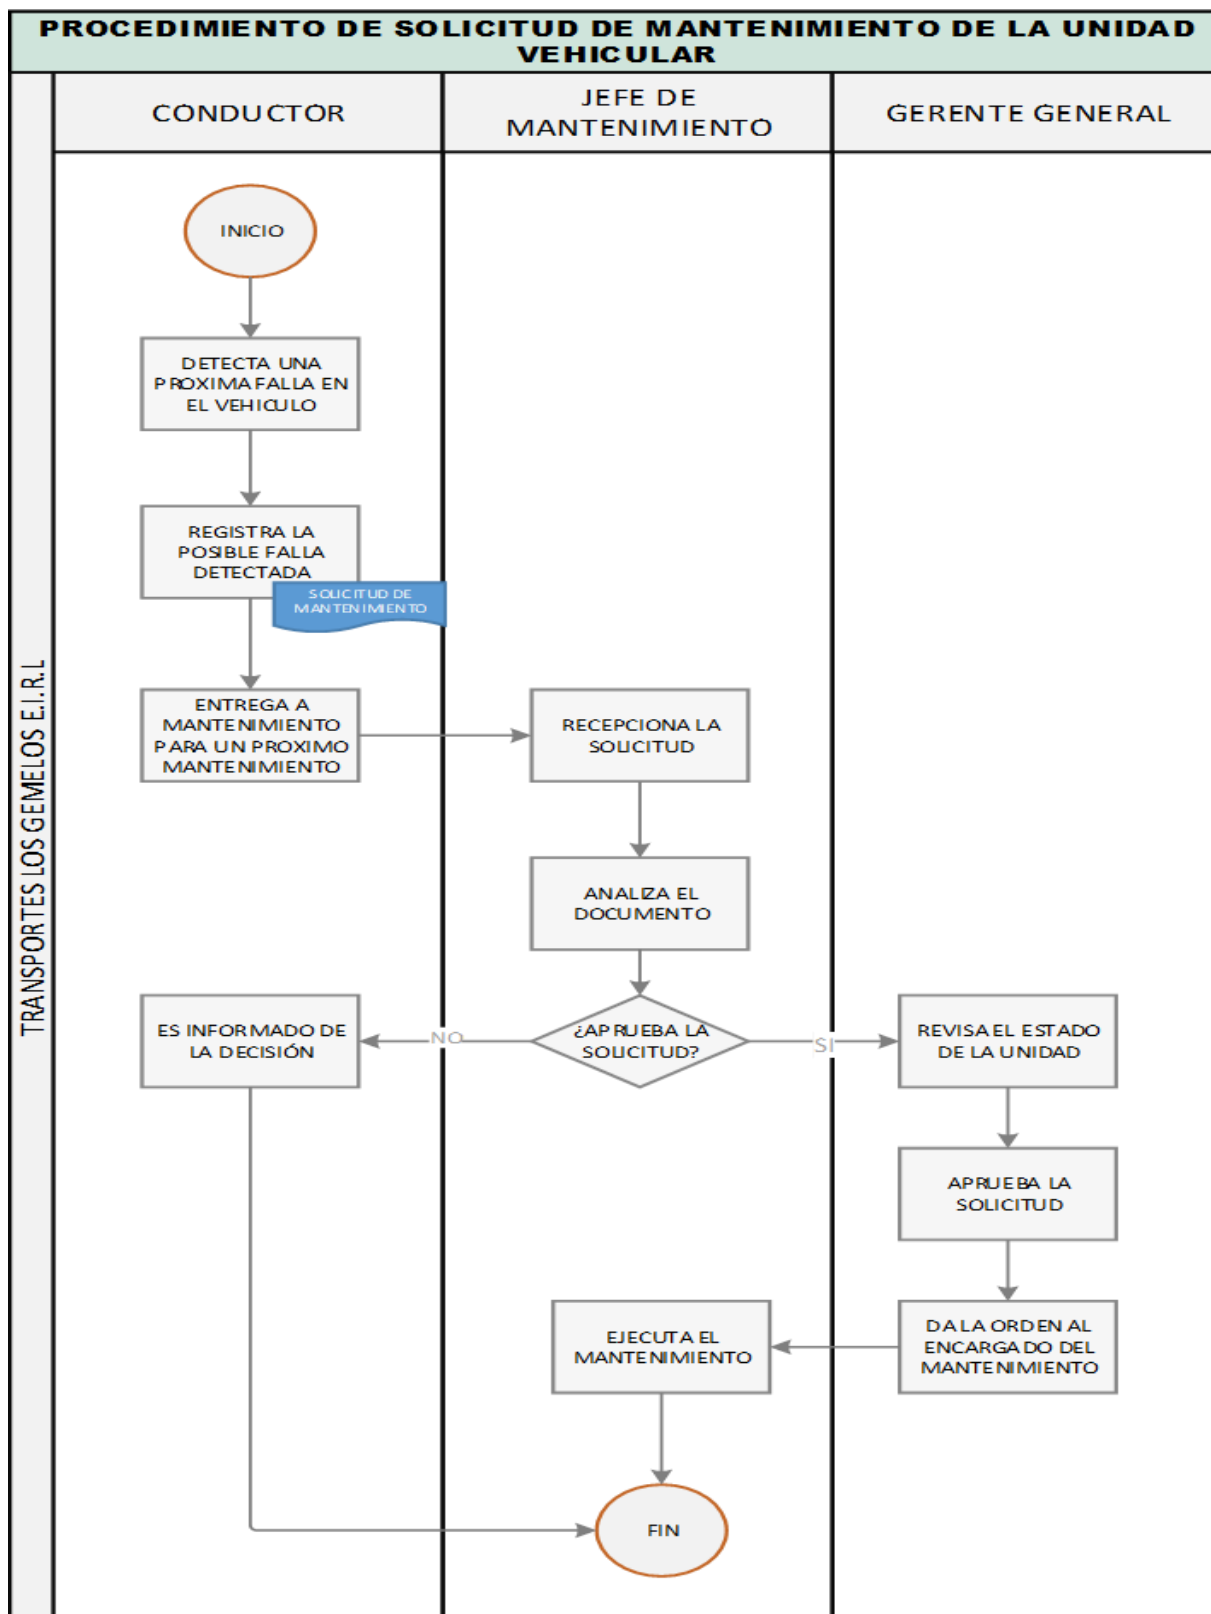 PROCEDIMIENTO DE SOLICITUD DE MANTENIMIENTO DE LA UNIDAD
VEHICULAR
CONDUCTOR
JEFE DE
MANTENIMIENTO
GERENTE GENERAL
TRANSPORTES LOS GEMELOS E.I.R.L
INICIO
DETECTA UNA
PROXIMA FALLA EN
EL VEHICULO
REGISTRA LA
POSIBLE FALLA
DETECTADA
SOLICITUD DE
MANTENIMIENTO
ENTREGA A
MANTENIMIENTO
PARA UN PROXIMO
MANTENIMIENTO
RECEPCIONA LA
SOLICITUD
ANALIZA EL
DOCUMENTO
¿APRUEBA LA
SOLICITUD?
NO
SI
ES INFORMADO DE
LA DECISIÓN
REVISA EL ESTADO
DE LA UNIDAD
APRUEBA LA
SOLICITUD
DA LA ORDEN AL
ENCARGADO DEL
MANTENIMIENTO
EJECUTA EL
MANTENIMIENTO
FIN